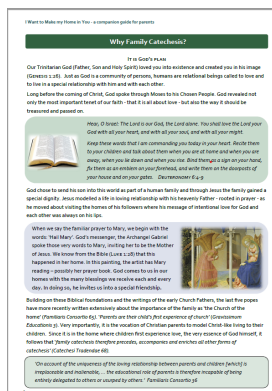 I Want to Make my Home in You - a companion guide for parents
Why Family Catechesis?
IT IS GOD'S PLAN
Our Trinitarian God (Father, Son and Holy Spirit) loved you into existence and created you in his image
(GENESIS 1:26). Just as God is a community of persons, humans are relational beings called to love and
to live in a special relationship with him and with each other.
Long before the coming of Christ, God spoke through Moses to his Chosen People. God revealed not
only the most important tenet of our faith - that it is all about love - but also the way it should be
treasured and passed on.
Hear, O Israel: The Lord is our God, the Lord alone. You shall love the Lord your
God with all your heart, and with all your soul, and with all your might.
Keep these words that I am commanding you today in your heart. Recite them
to your children and talk about them when you are at home and when you are
away, when you lie down and when you rise. Bind them as a sign on your hand,
fix them as an emblem on your forehead, and write them on the doorposts of
your house and on your gates. DEUTERONOMY 6:4-9
God chose to send his son into this world as part of a human family and through Jesus the family gained a
special dignity. Jesus modelled a life in loving relationship with his heavenly Father - rooted in prayer - as
he moved about visiting the homes of his followers where his message of intentional love for God and
each other was always on his lips.
When we say the familiar prayer to Mary, we begin with the
words: 'Hail Mary'. God's messenger, the Archangel Gabriel
spoke those very words to Mary, inviting her to be the Mother
of Jesus. We know from the Bible (LUKE 1:28) that this
happened in her home. In this painting, the artist has Mary
reading – possibly her prayer book. God comes to us in our
homes with the many blessings we receive each and every
day. In doing so, he invites us into a special friendship.
Building on these Biblical foundations and the writings of the early Church Fathers, the last five popes
have more recently written extensively about the importance of the family as 'the Church of the
home' (Familiaris Consortio 65). 'Parents are their child's first experience of church' (Gravissimum
Educationis 3). Very importantly, it is the vocation of Christian parents to model Christ-like living to their
children. Since it is in the home where children first experience love, the very essence of God himself, it
follows that 'family catechesis therefore precedes, accompanies and enriches all other forms of
catechesis' (Catechesi Tradendae 68).
'On account of the uniqueness of the loving relationship between parents and children [which] is
irreplaceable and inalienable, ... the educational role of parents is therefore incapable of being
entirely delegated to others or usurped by others.' Familiaris Consortio 36